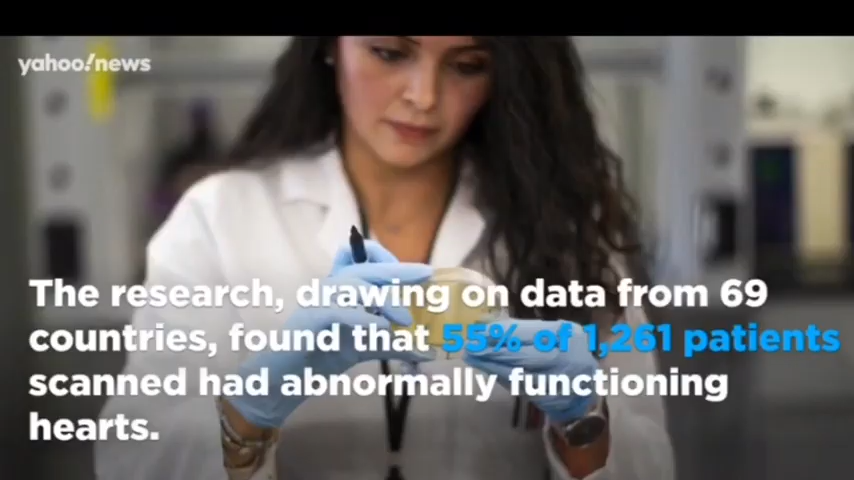 yahoo!news
The research, drawing on data from 69
countries, found that 55% of 1,261 patients
scanned had abnormally functioning
hearts.